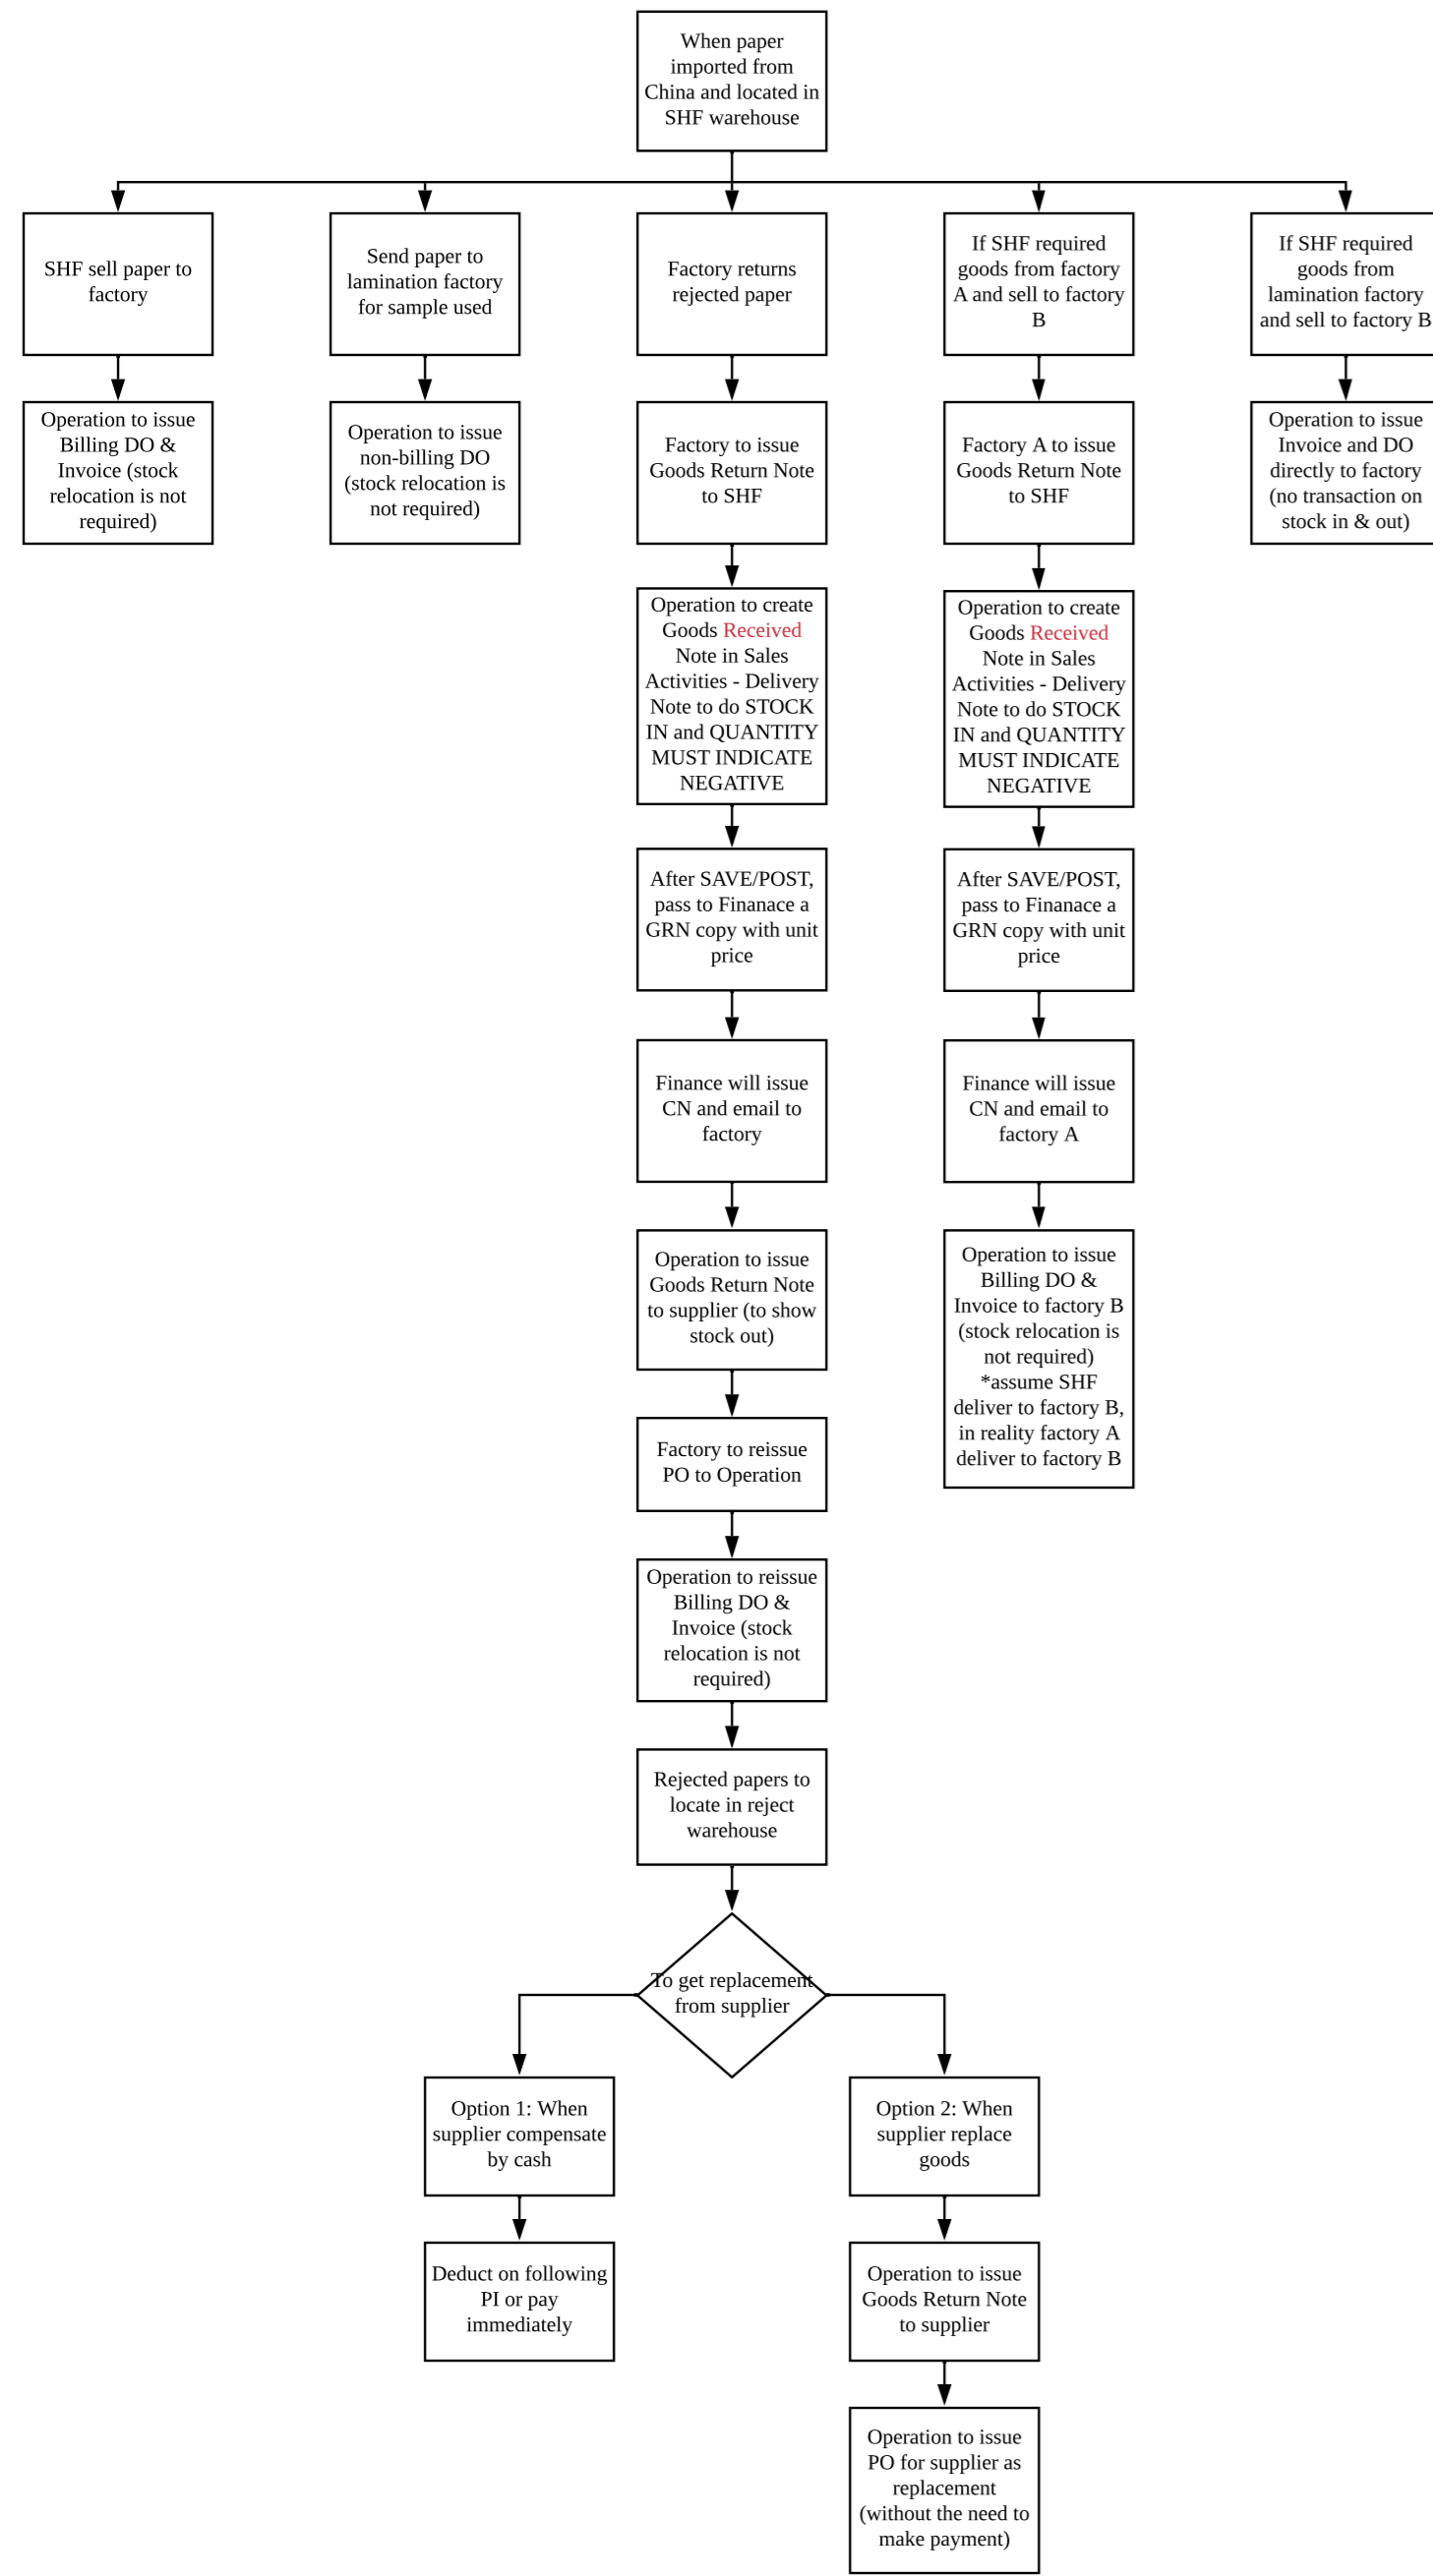 When paper
imported from
China and located in
SHF warehouse
SHF sell paper to
factory
Send paper to
lamination factory
for sample used
Factory returns
rejected paper
If SHF required
goods from factory
A and sell to factory
B
If SHF required
goods from
lamination factory
and sell to factory B
Operation to issue
Billing DO &
Invoice (stock
relocation is not
required)
Operation to issue
non-billing DO
(stock relocation is
not required)
Factory to issue
Goods Return Note
to SHF
Factory A to issue
Goods Return Note
to SHF
Operation to issue
Invoice and DO
directly to factory
(no transaction on
stock in & out)
Operation to create
Goods Received
Note in Sales
Activities - Delivery
Note to do STOCK
IN and QUANTITY
MUST INDICATE
NEGATIVE
Operation to create
Goods Received
Note in Sales
Activities - Delivery
Note to do STOCK
IN and QUANTITY
MUST INDICATE
NEGATIVE
After SAVE/POST,
pass to Finanace a
GRN copy with unit
price
After SAVE/POST,
pass to Finanace a
GRN copy with unit
price
Finance will issue
CN and email to
factory
Finance will issue
CN and email to
factory A
Operation to issue
Goods Return Note
to supplier (to show
stock out)
Operation to issue
Billing DO &
Invoice to factory B
(stock relocation is
not required)
*assume SHF
deliver to factory B,
in reality factory A
deliver to factory B
Factory to reissue
PO to Operation
Operation to reissue
Billing DO &
Invoice (stock
relocation is not
required)
Rejected papers to
locate in reject
warehouse
To get replacement
from supplier
Option 1: When
supplier compensate
by cash
Option 2: When
supplier replace
goods
Deduct on following
PI or pay
immediately
Operation to issue
Goods Return Note
to supplier
Operation to issue
PO for supplier as
replacement
(without the need to
make payment)